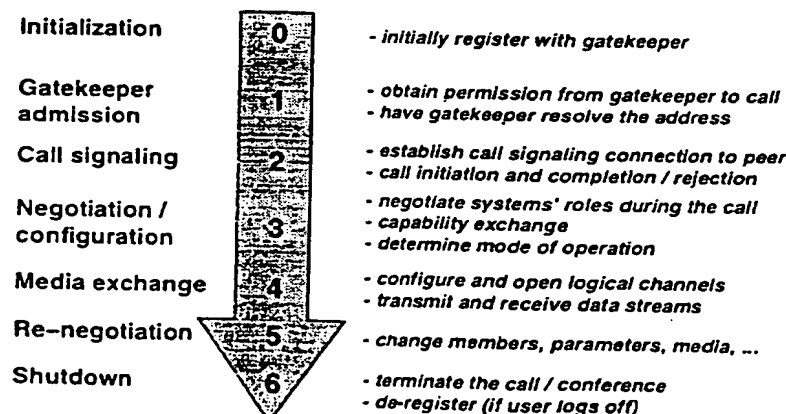 Initialization 0 - initially register with gatekeeper
Gatekeeper admission 1 - obtain permission from gatekeeper to call
- have gatekeeper resolve the address
Call signaling 2 - establish call signaling connection to peer
- call initiation and completion / rejection
Negotiation / configuration 3 - negotiate systems' roles during the call
- capability exchange
- determine mode of operation
Media exchange 4 - configure and open logical channels
- transmit and receive data streams
Re-negotiation 5 - change members, parameters, media, ...
Shutdown 6 - terminate the call / conference
- de-register (if user logs off)